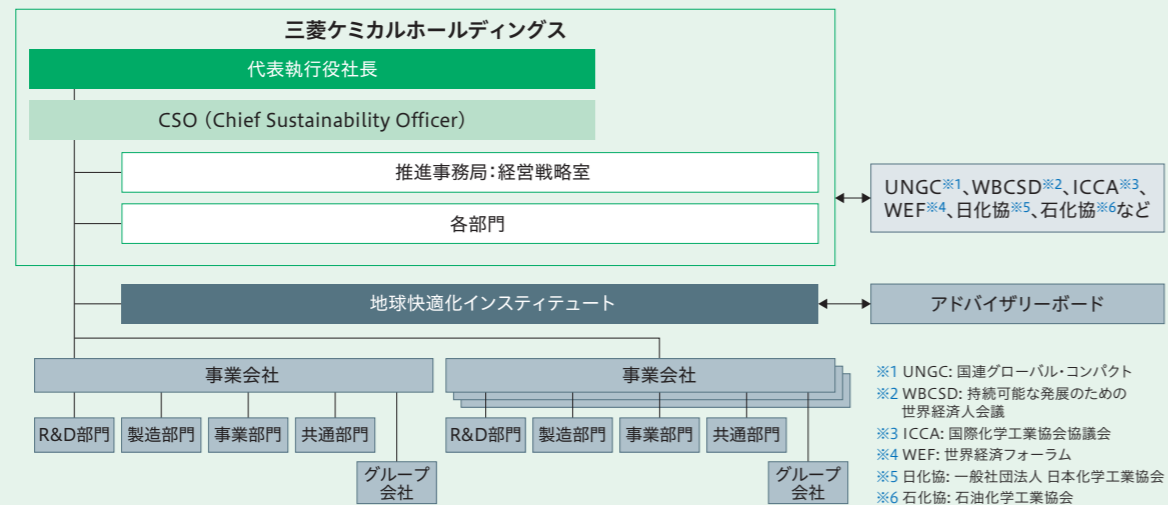 三菱ケミカルホールディングス
代表執行役社長
CSO（Chief Sustainability Officer）
推進事務局：経営戦略室
各部門
UNGC※1、WBCSD※2、ICCA※3、
WEF※4、日化協※5、石化協※6など
地球快適化インスティテュート
アドバイザリーボード
事業会社
R&D部門
製造部門
事業部門
共通部門
グループ
会社
事業会社
R&D部門
製造部門
事業部門
共通部門
グループ
会社
※1 UNGC: 国連グローバル・コンパクト
※2 WBCSD: 持続可能な発展のための
世界経済人会議
※3 ICCA: 国際化学工業協会協議会
※4 WEF: 世界経済フォーラム
※5 日化協: 一般社団法人 日本化学工業協会
※6 石化協: 石油化学工業協会